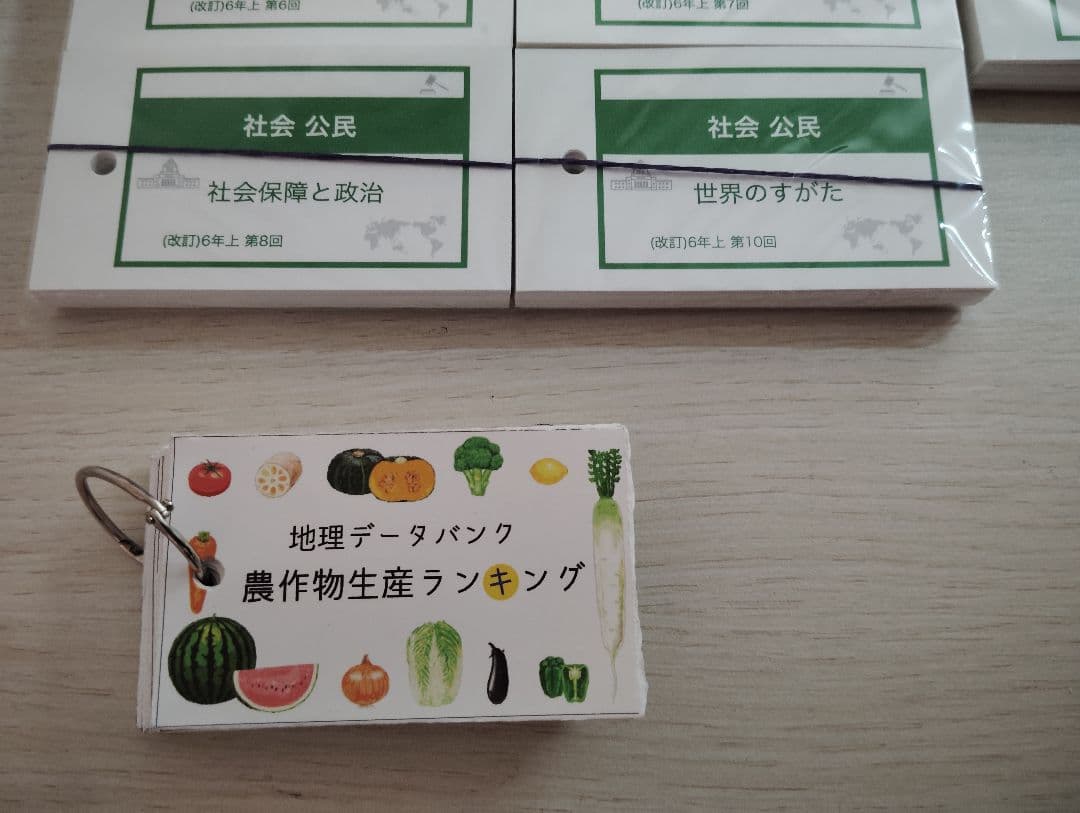 (改訂)6年上 第6回
(改訂)6年上 第7回
社会 公民
社会保障と政治
(改訂)6年上 第8回
社会 公民
世界のすがた
(改訂)6年上 第10回
地理データバンク
農作物生産ランキング